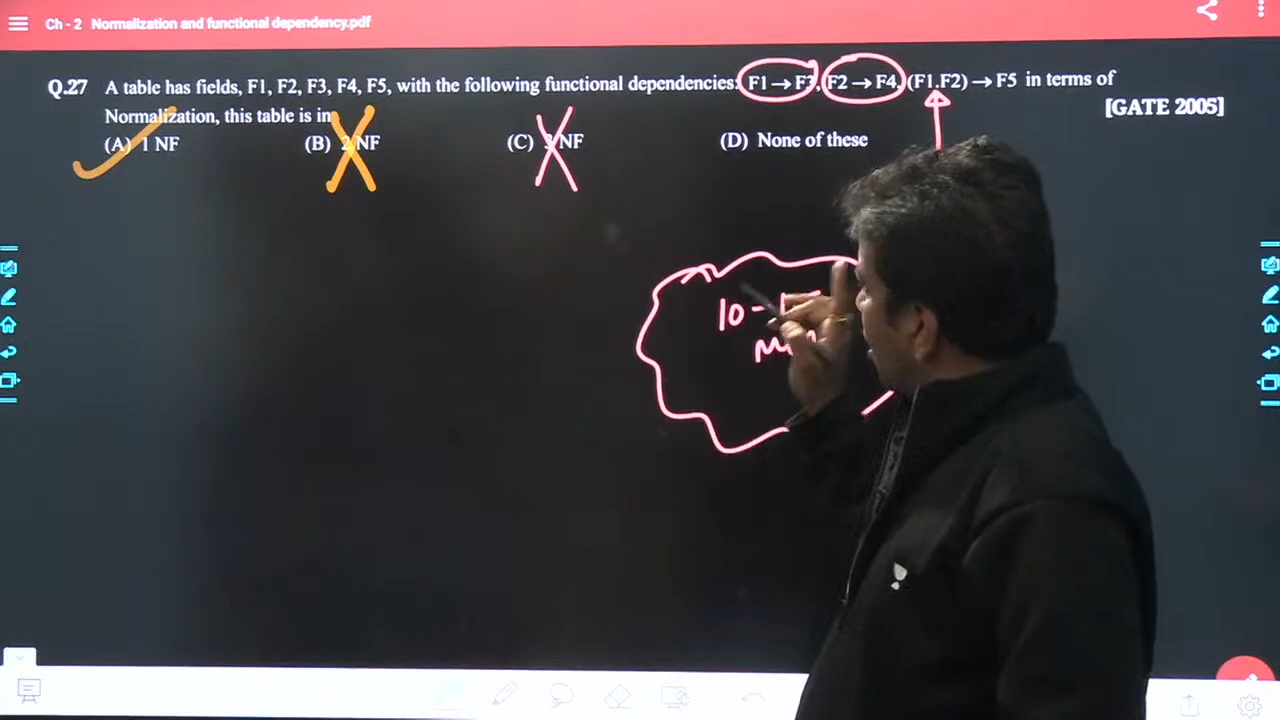 Ch - 2 Normalization and functional dependency.pdf
Q.27 A table has fields, F1, F2, F3, F4, F5, with the following functional dependencies: F1 → F3, F2 → F4, (F1.F2) → F5 in terms of
Normalization, this table is in
[GATE 2005]
(A) 1 NF (B) 2 NF (C) 3 NF (D) None of these
10 -